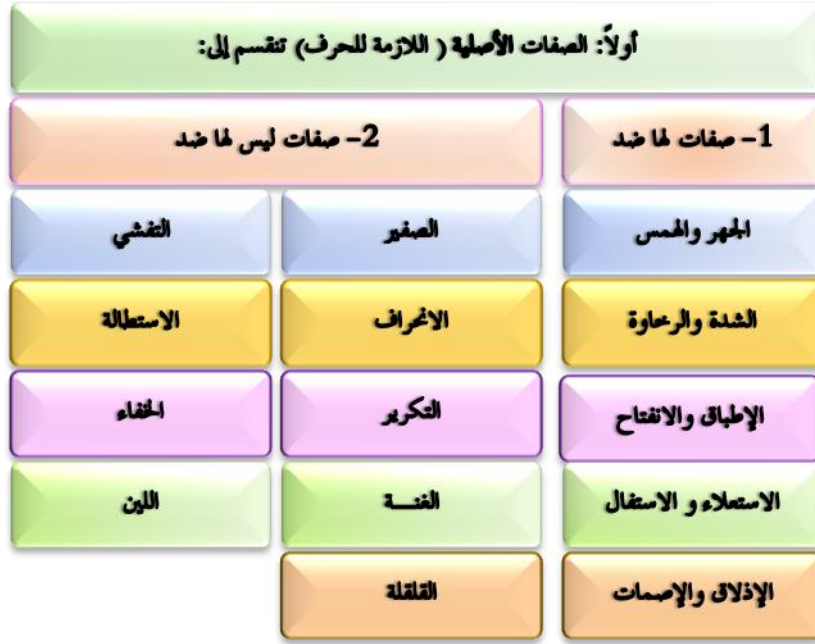 أولاً: الصفات الأصلية ( اللازمة للحرف) تنقسم إلى:
1- صفات لها ضد
2- صفات ليس لها ضد
الجهر والهمس
الصفير
التفشي
الشدة والرخاوة
الانحراف
الاستطالة
الإطباق والانفتاح
التكرير
الخفاء
الاستعلاء و الاستفال
الغنـــة
اللين
الإذلاق والإصمات
القلقلة